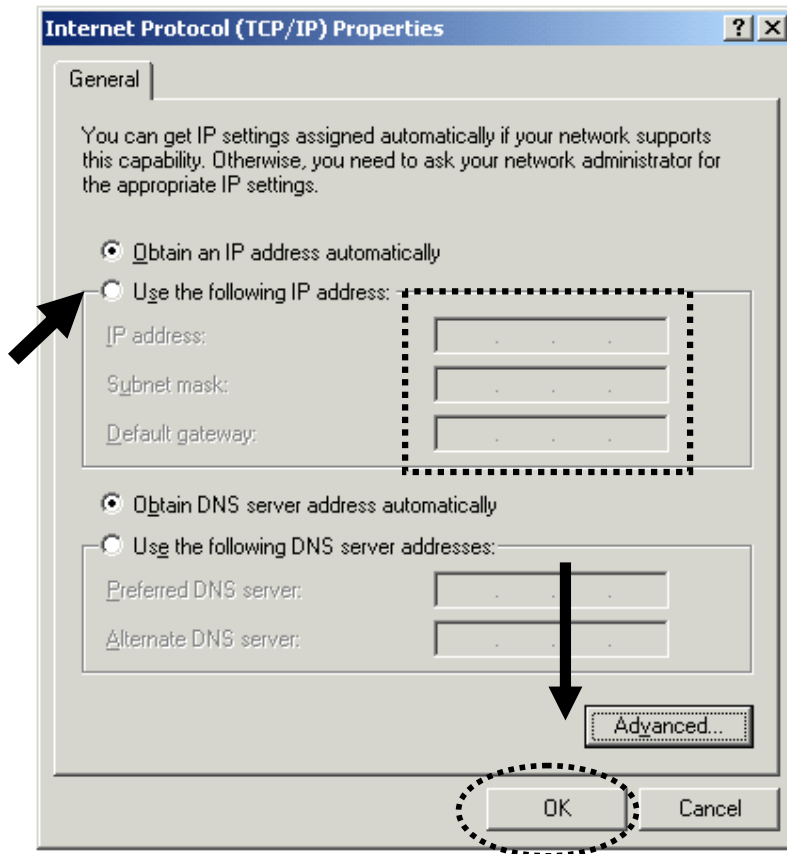 Internet Protocol (TCP/IP) Properties
General
You can get IP settings assigned automatically if your network supports
this capability. Otherwise, you need to ask your network administrator for
the appropriate IP settings.
Obtain an IP address automatically
Use the following IP address:
IP address:
Subnet mask:
Default gateway:
Obtain DNS server address automatically
Use the following DNS server addresses:
Preferred DNS server:
Alternate DNS server:
Advanced...
OK Cancel